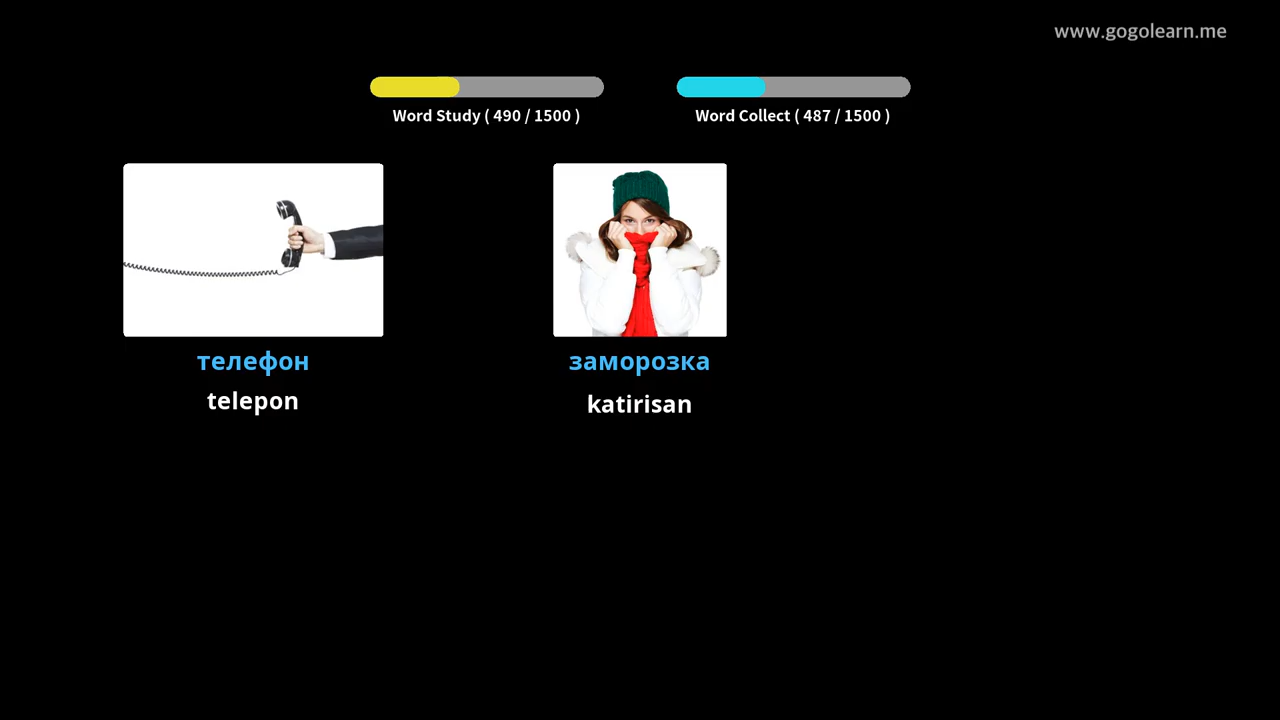 www.gogolearn.me
Word Study ( 490 / 1500 )
Word Collect ( 487 / 1500 )
телефон
telepon
заморозка
katirisan